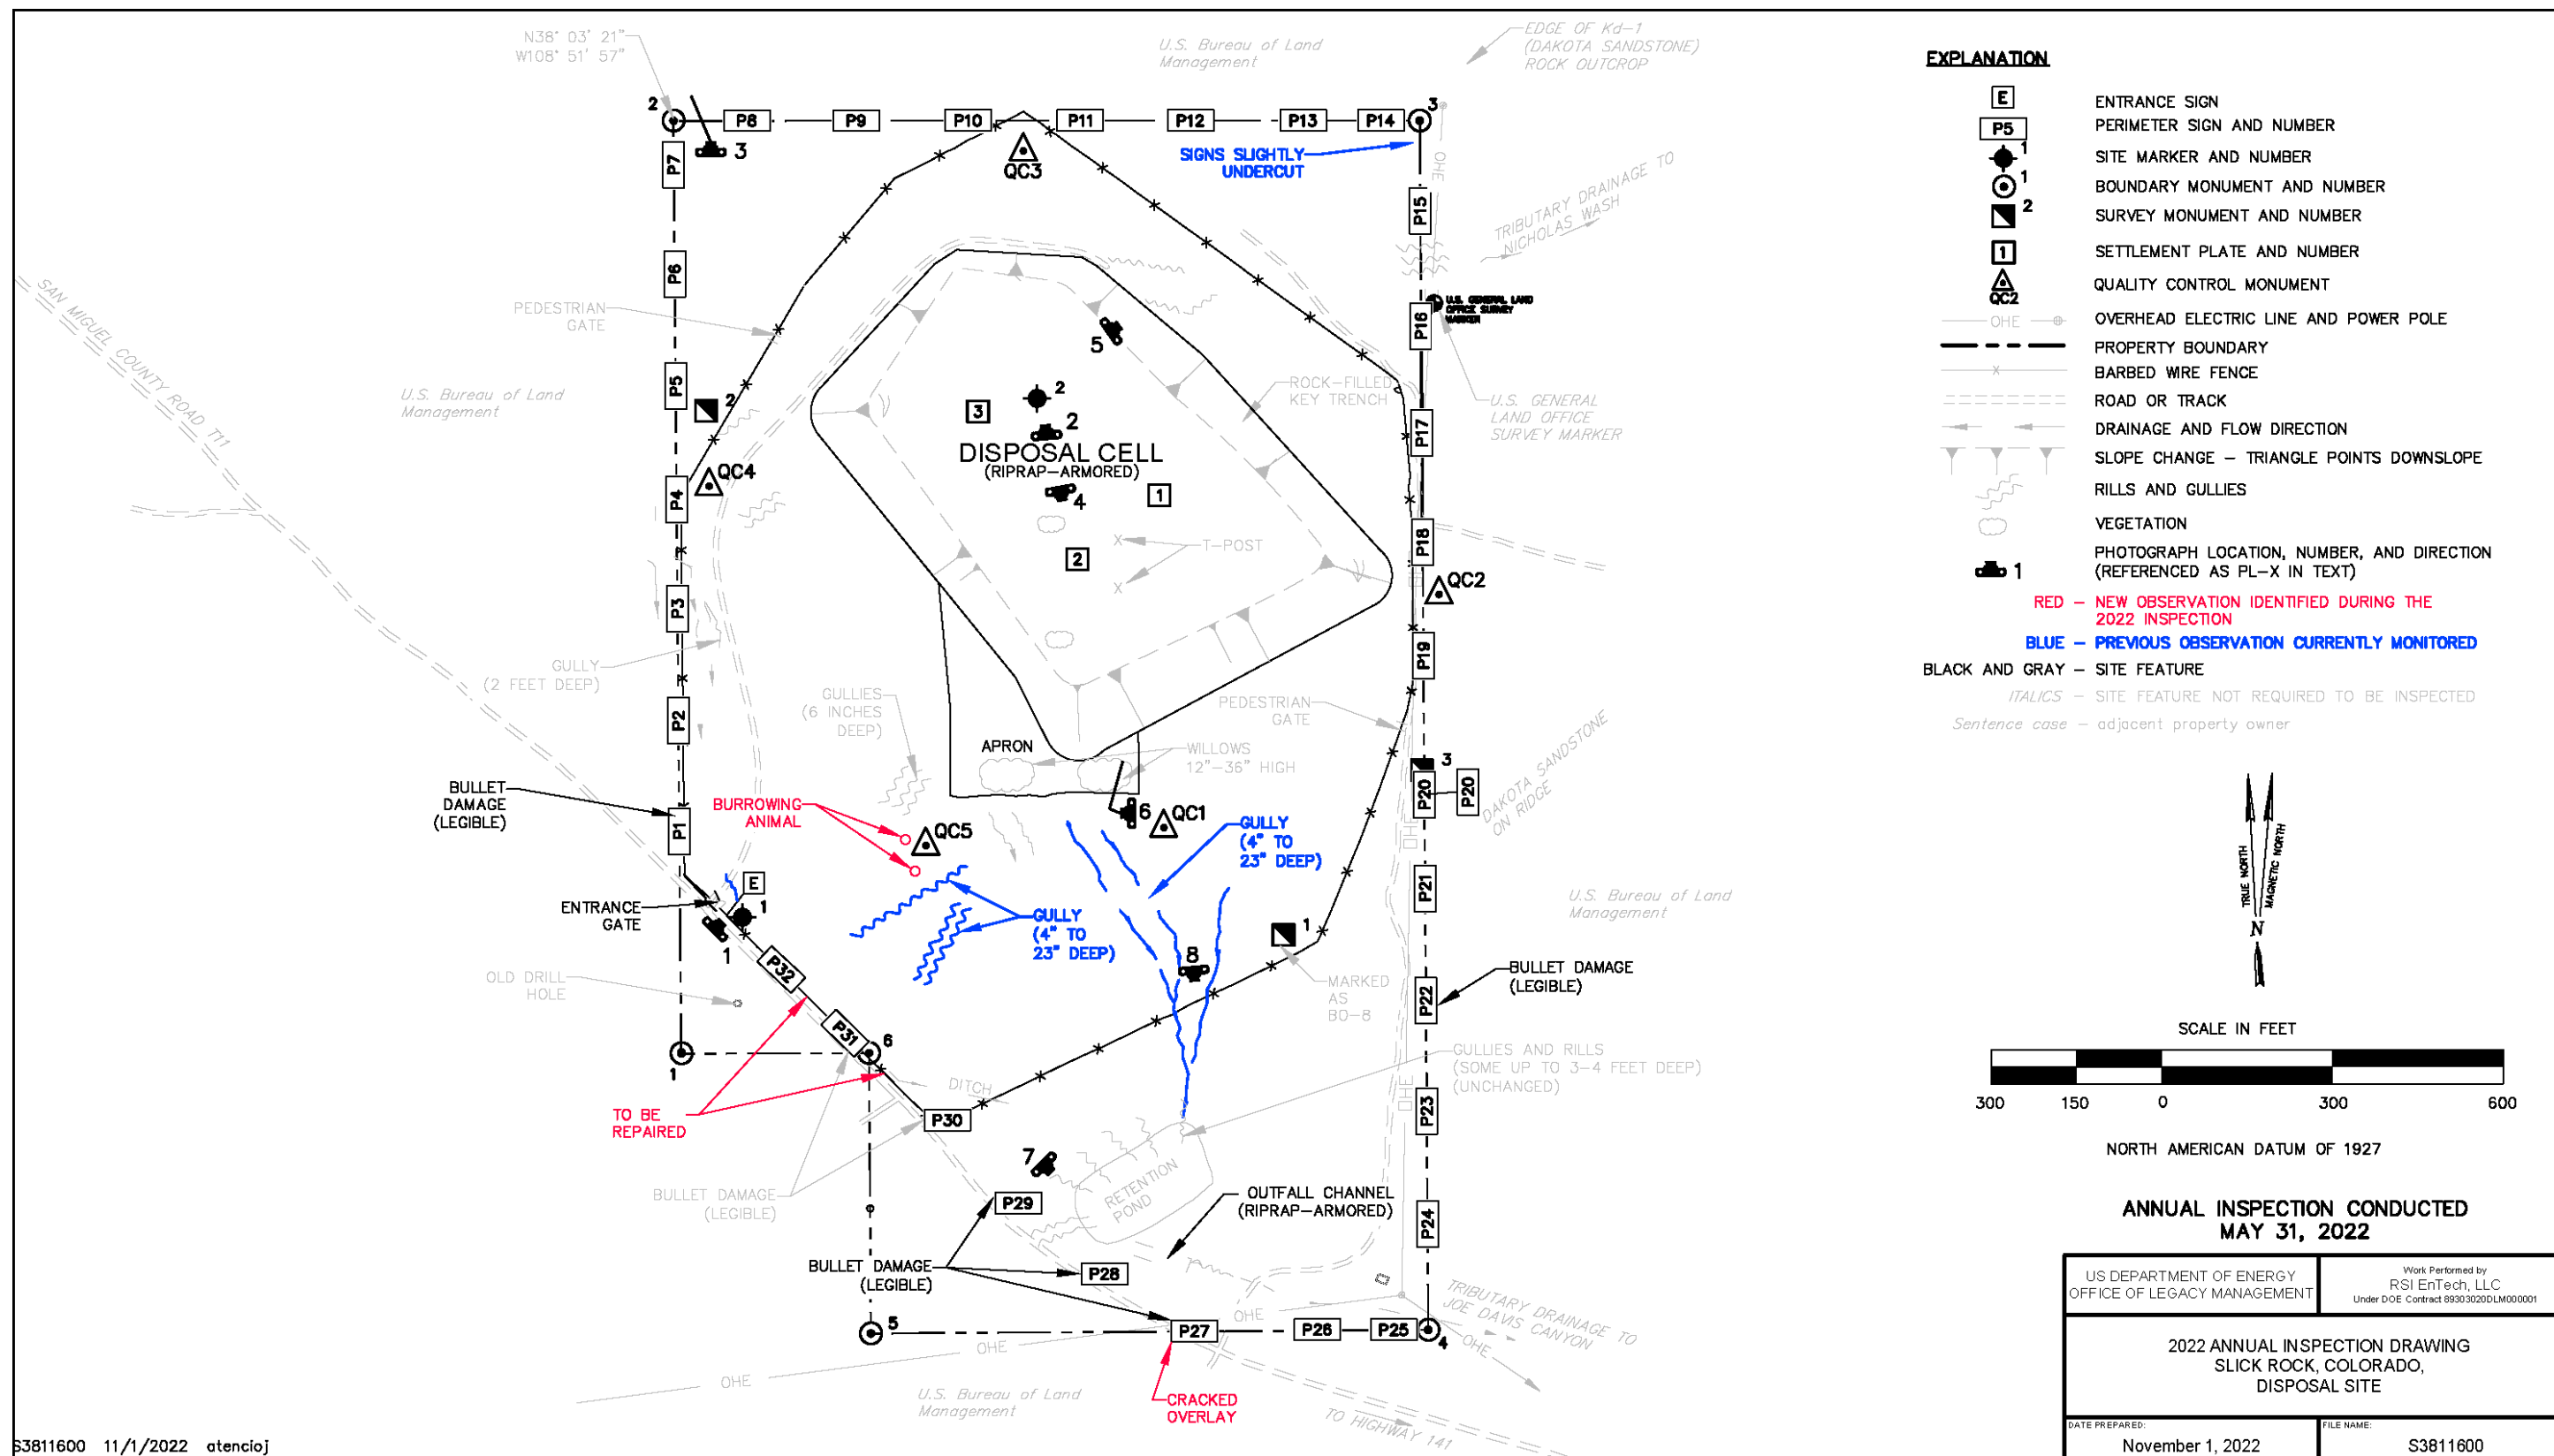 N38° 03' 21"
W108° 51' 57"
U.S. Bureau of Land
Management
EDGE OF Kd-1
(DAKOTA SANDSTONE)
ROCK OUTCROP
2
3
P8
P9
P10
P11
P12
P13
P14
3
QC3
SIGNS SLIGHTLY
UNDERCUT
OHE
TRIBUTARY DRAINAGE TO
NICHOLAS WASH
P7
P6
P5
P4
P3
P2
P1
P15
P16
P17
P18
P19
P20
P20
P21
P22
P23
P24
SAN MIGUEL COUNTY ROAD T11
PEDESTRIAN
GATE
U.S. GENERAL LAND
OFFICE SURVEY
MARKER
5
U.S. Bureau of Land
Management
2
3
2
2
ROCK-FILLED
KEY TRENCH
U.S. GENERAL
LAND OFFICE
SURVEY MARKER
DISPOSAL CELL
(RIPRAP-ARMORED)
QC4
4
1
2
T-POST
X
X
QC2
GULLY
(2 FEET DEEP)
GULLIES
(6 INCHES
DEEP)
PEDESTRIAN
GATE
DAKOTA SANDSTONE
ON RIDGE
APRON
WILLOWS
12"-36" HIGH
3
BULLET
DAMAGE
(LEGIBLE)
BURROWING
ANIMAL
QC5
6
QC1
GULLY
(4" TO
23" DEEP)
OHE
E
ENTRANCE
GATE
1
1
GULLY
(4" TO
23" DEEP)
U.S. Bureau of Land
Management
1
8
OLD DRILL
HOLE
P32
P31
MARKED
AS
BD-8
BULLET DAMAGE
(LEGIBLE)
1
6
GULLIES AND RILLS
(SOME UP TO 3-4 FEET DEEP)
(UNCHANGED)
DITCH
OHE
TO BE
REPAIRED
P30
7
BULLET DAMAGE
(LEGIBLE)
RETENTION
POND
P29
OUTFALL CHANNEL
(RIPRAP-ARMORED)
BULLET DAMAGE
(LEGIBLE)
P28
TRIBUTARY DRAINAGE TO
JOE DAVIS CANYON
OHE
5
P27
P26
P25
4
OHE
OHE
OHE
U.S. Bureau of Land
Management
CRACKED
OVERLAY
TO HIGHWAY 141
EXPLANATION
E
ENTRANCE SIGN
P5
PERIMETER SIGN AND NUMBER
1
SITE MARKER AND NUMBER
1
BOUNDARY MONUMENT AND NUMBER
2
SURVEY MONUMENT AND NUMBER
1
SETTLEMENT PLATE AND NUMBER
QC2
QUALITY CONTROL MONUMENT
OHE
OVERHEAD ELECTRIC LINE AND POWER POLE
PROPERTY BOUNDARY
BARBED WIRE FENCE
ROAD OR TRACK
DRAINAGE AND FLOW DIRECTION
SLOPE CHANGE - TRIANGLE POINTS DOWNSLOPE
RILLS AND GULLIES
VEGETATION
1
PHOTOGRAPH LOCATION, NUMBER, AND DIRECTION
(REFERENCED AS PL-X IN TEXT)
RED - NEW OBSERVATION IDENTIFIED DURING THE
2022 INSPECTION
BLUE - PREVIOUS OBSERVATION CURRENTLY MONITORED
BLACK AND GRAY - SITE FEATURE
ITALICS - SITE FEATURE NOT REQUIRED TO BE INSPECTED
Sentence case - adjacent property owner
TRUE NORTH
MAGNETIC NORTH
N
SCALE IN FEET
300 150 0 300 600
NORTH AMERICAN DATUM OF 1927
ANNUAL INSPECTION CONDUCTED
MAY 31, 2022
US DEPARTMENT OF ENERGY
OFFICE OF LEGACY MANAGEMENT
Work Performed by
RSI EnTech, LLC
Under DOE Contract 89303020DLM000001
2022 ANNUAL INSPECTION DRAWING
SLICK ROCK, COLORADO,
DISPOSAL SITE
DATE PREPARED:
November 1, 2022
FILE NAME:
S3811600
S3811600 11/1/2022 atencioj